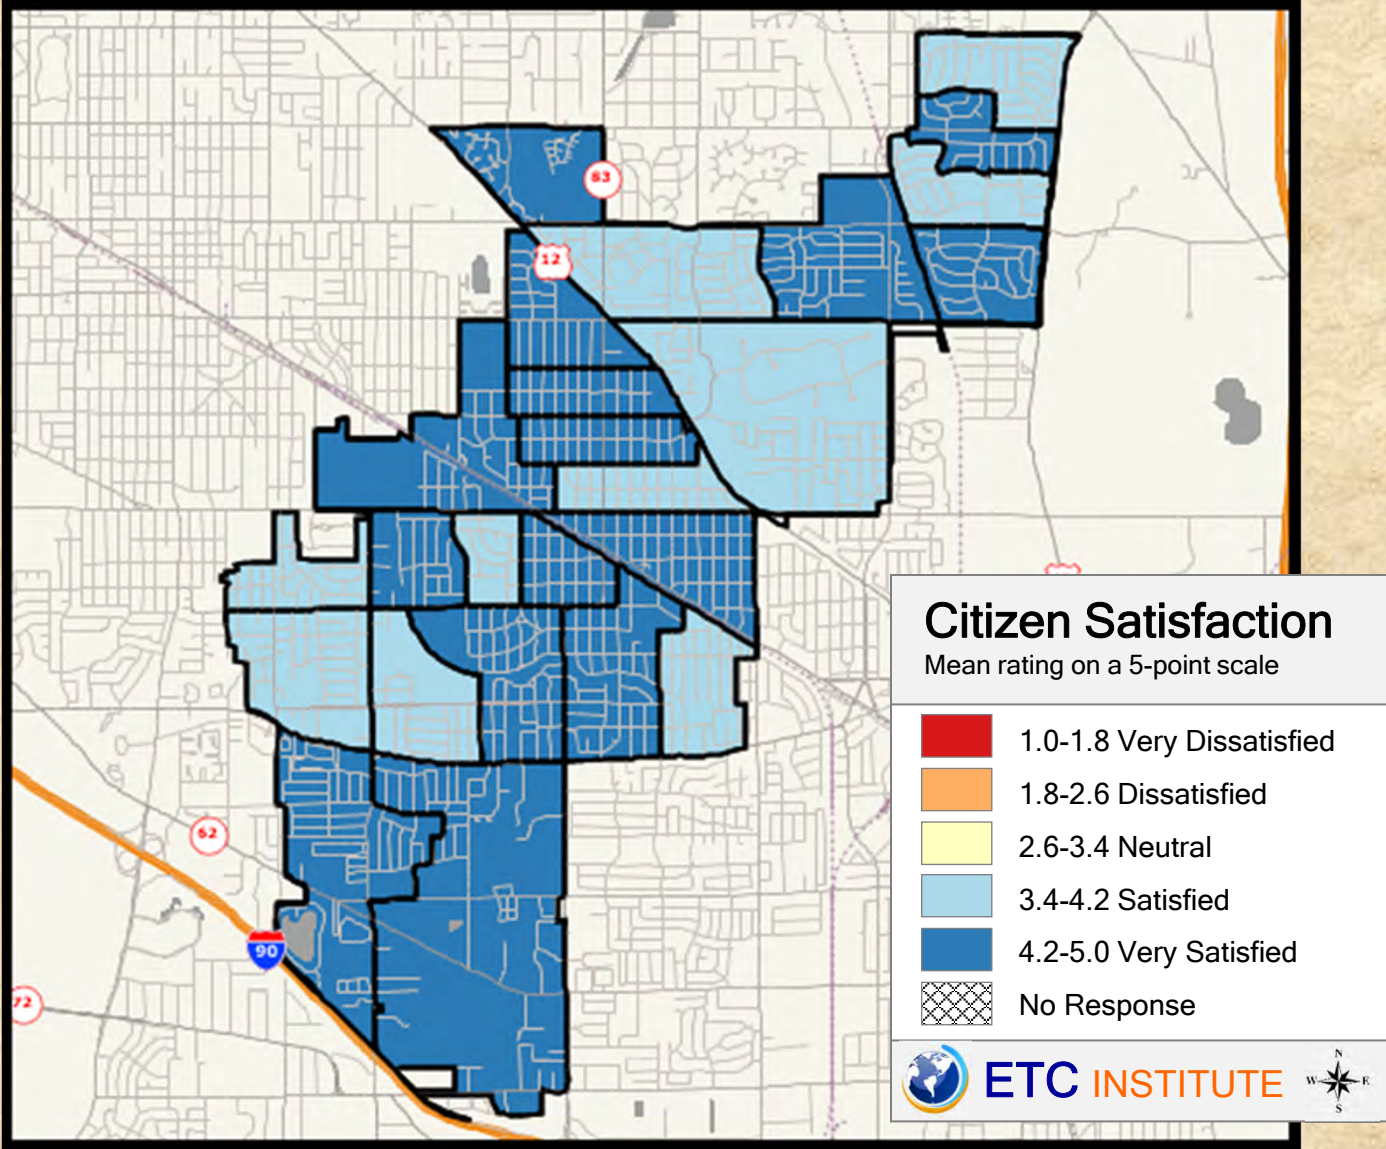 83
12
Citizen Satisfaction
Mean rating on a 5-point scale
1.0-1.8 Very Dissatisfied
1.8-2.6 Dissatisfied
2.6-3.4 Neutral
3.4-4.2 Satisfied
4.2-5.0 Very Satisfied
No Response
62
90
72
ETC INSTITUTE
N
W E
S